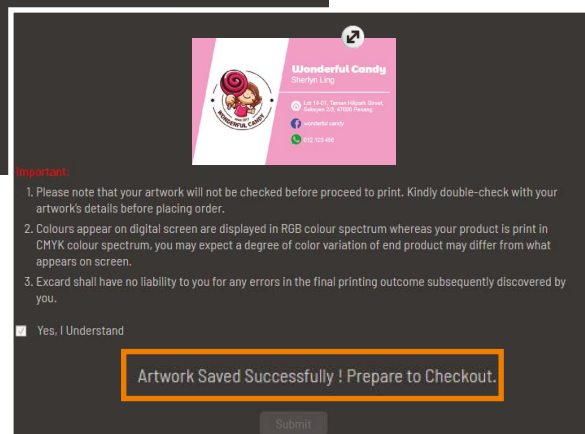 Wonderful Candy
Sherlyn Ling
Lot 19-01, Taman Hillpark Street,
Seksyen 2/3, 47000 Penang
wonderful candy
012 123 456
since 2017
WONDERFUL CANDY
Important:
1. Please note that your artwork will not be checked before proceed to print. Kindly double-check with your
artwork's details before placing order.
2. Colours appear on digital screen are displayed in RGB colour spectrum whereas your product is print in
CMYK colour spectrum, you may expect a degree of color variation of end product may differ from what
appears on screen.
3. Excard shall have no liability to you for any errors in the final printing outcome subsequently discovered by
you.
Yes, I Understand
Artwork Saved Successfully ! Prepare to Checkout.
Submit